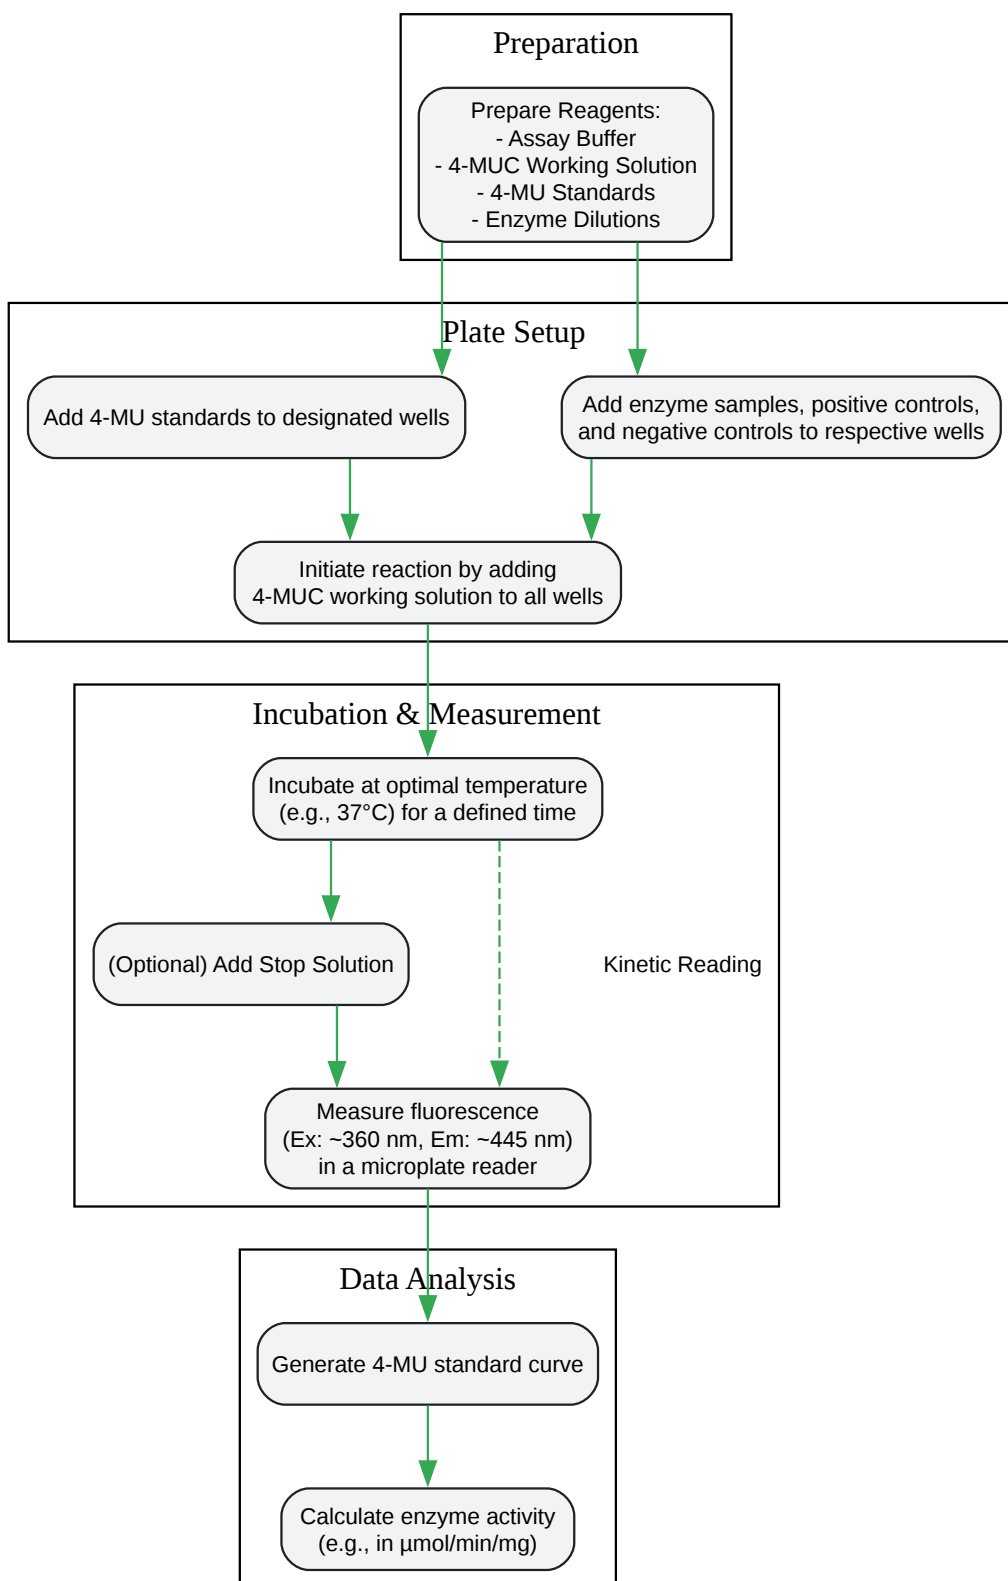 Preparation
Prepare Reagents:
- Assay Buffer
- 4-MUC Working Solution
- 4-MU Standards
- Enzyme Dilutions
Plate Setup
Add 4-MU standards to designated wells
Add enzyme samples, positive controls,
and negative controls to respective wells
Initiate reaction by adding
4-MUC working solution to all wells
Incubation & Measurement
Incubate at optimal temperature
(e.g., 37°C) for a defined time
(Optional) Add Stop Solution
Kinetic Reading
Measure fluorescence
(Ex: ~360 nm, Em: ~445 nm)
in a microplate reader
Data Analysis
Generate 4-MU standard curve
Calculate enzyme activity
(e.g., in µmol/min/mg)